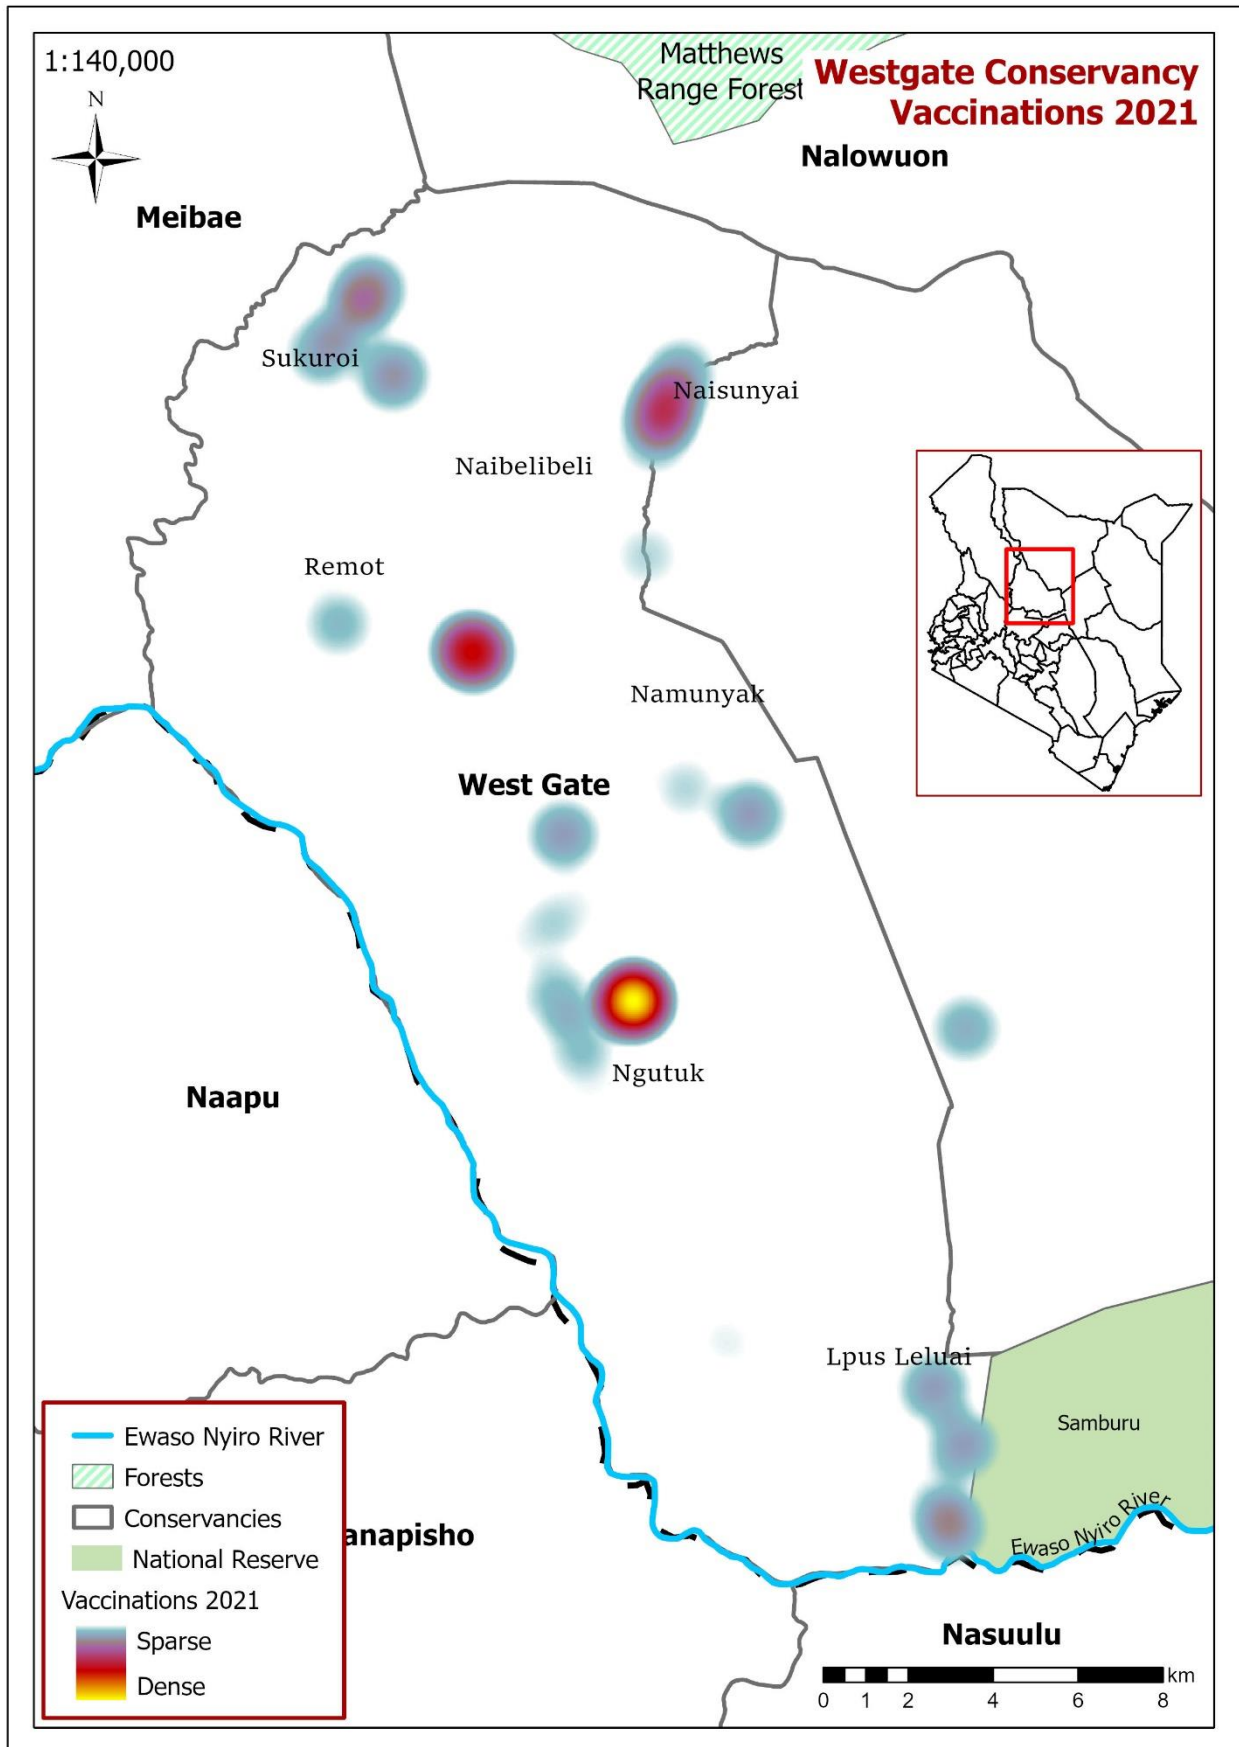 1:140,000
N
Matthews
Range Forest
Westgate Conservancy
Vaccinations 2021
Nalowuon
Meibae
Sukuroi
Naisunyai
Naibelibeli
Remot
Namunyak
West Gate
Ngutuk
Naapu
Lpus Leluai
Samburu
Ewaso Nyiro River
anapisho
Nasuulu
Ewaso Nyiro River
Forests
Conservancies
National Reserve
Vaccinations 2021
Sparse
Dense
km
0 1 2 4 6 8